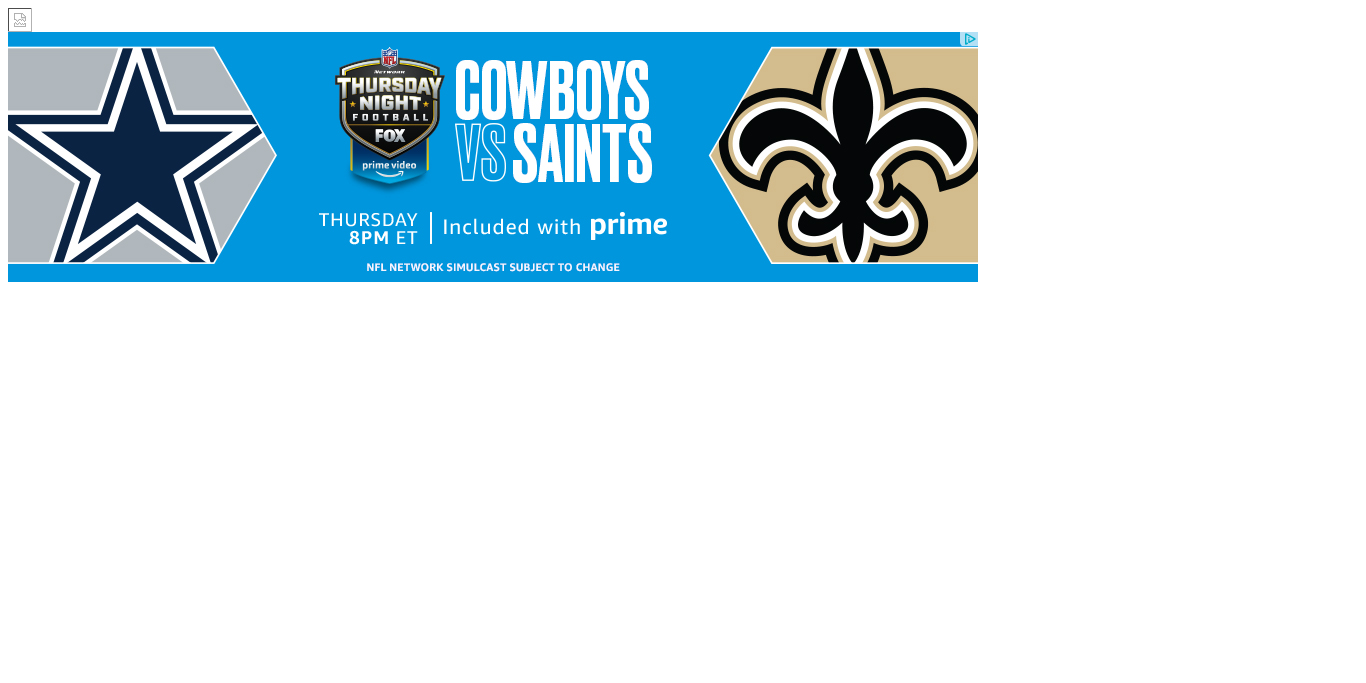 NFL
NETWORK
THURSDAY
NIGHT
FOOTBALL
FOX
prime video
COWBOYS
VS SAINTS
THURSDAY
8PM ET
Included with prime
NFL NETWORK SIMULCAST SUBJECT TO CHANGE